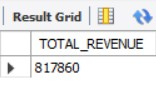 Result Grid
TOTAL_REVENUE
817860